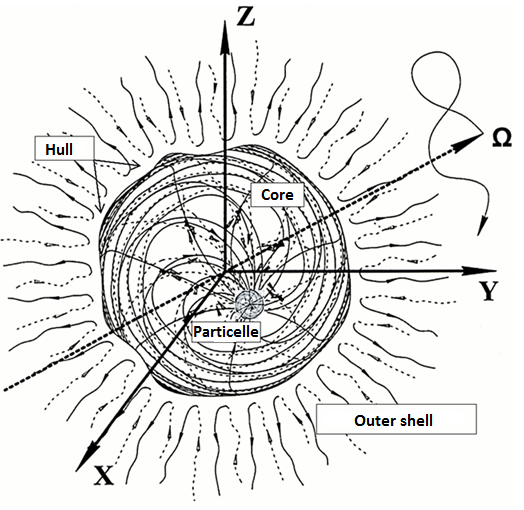 Z
Hull
Ω
Core
Y
Particelle
Outer shell
X